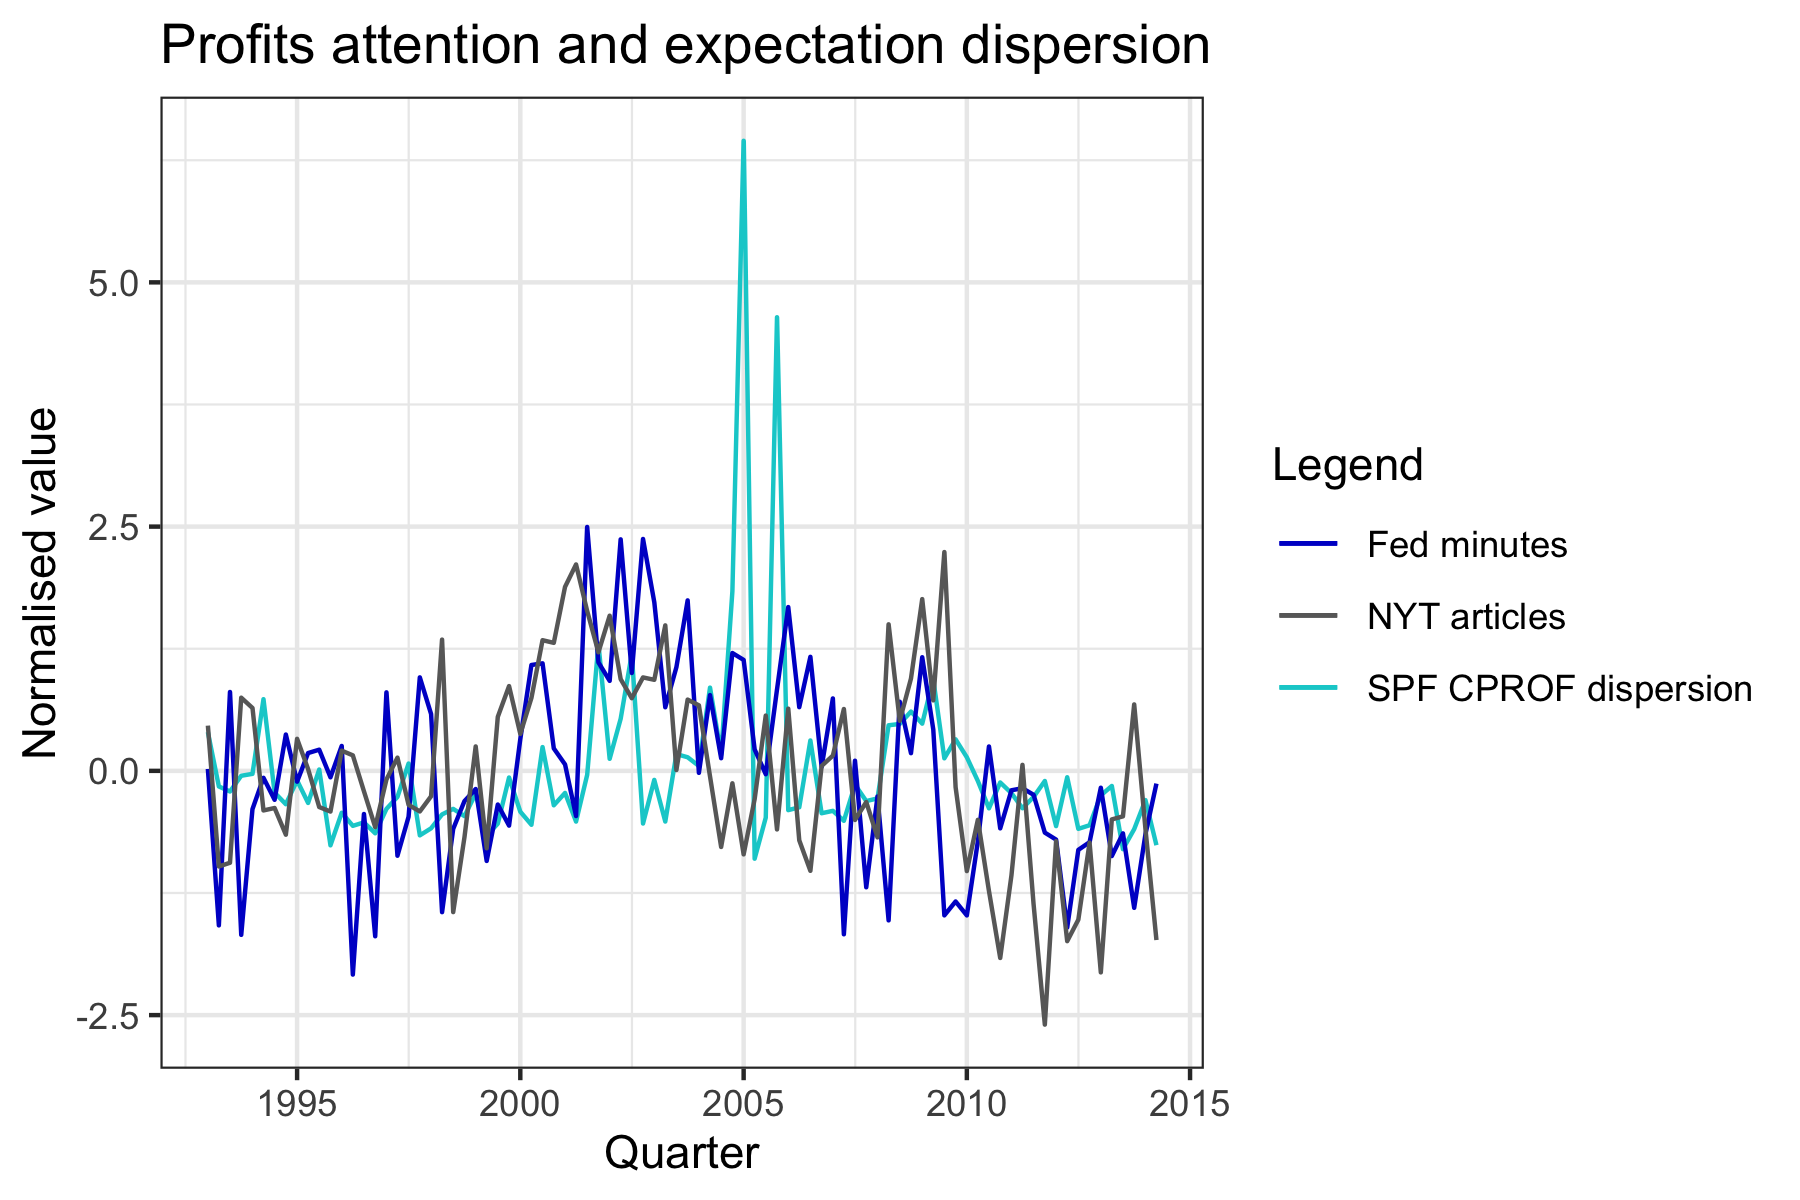 Profits attention and expectation dispersion
Normalised value
5.0
2.5
0.0
-2.5
1995 2000 2005 2010 2015
Quarter
Legend
Fed minutes
NYT articles
SPF CPROF dispersion